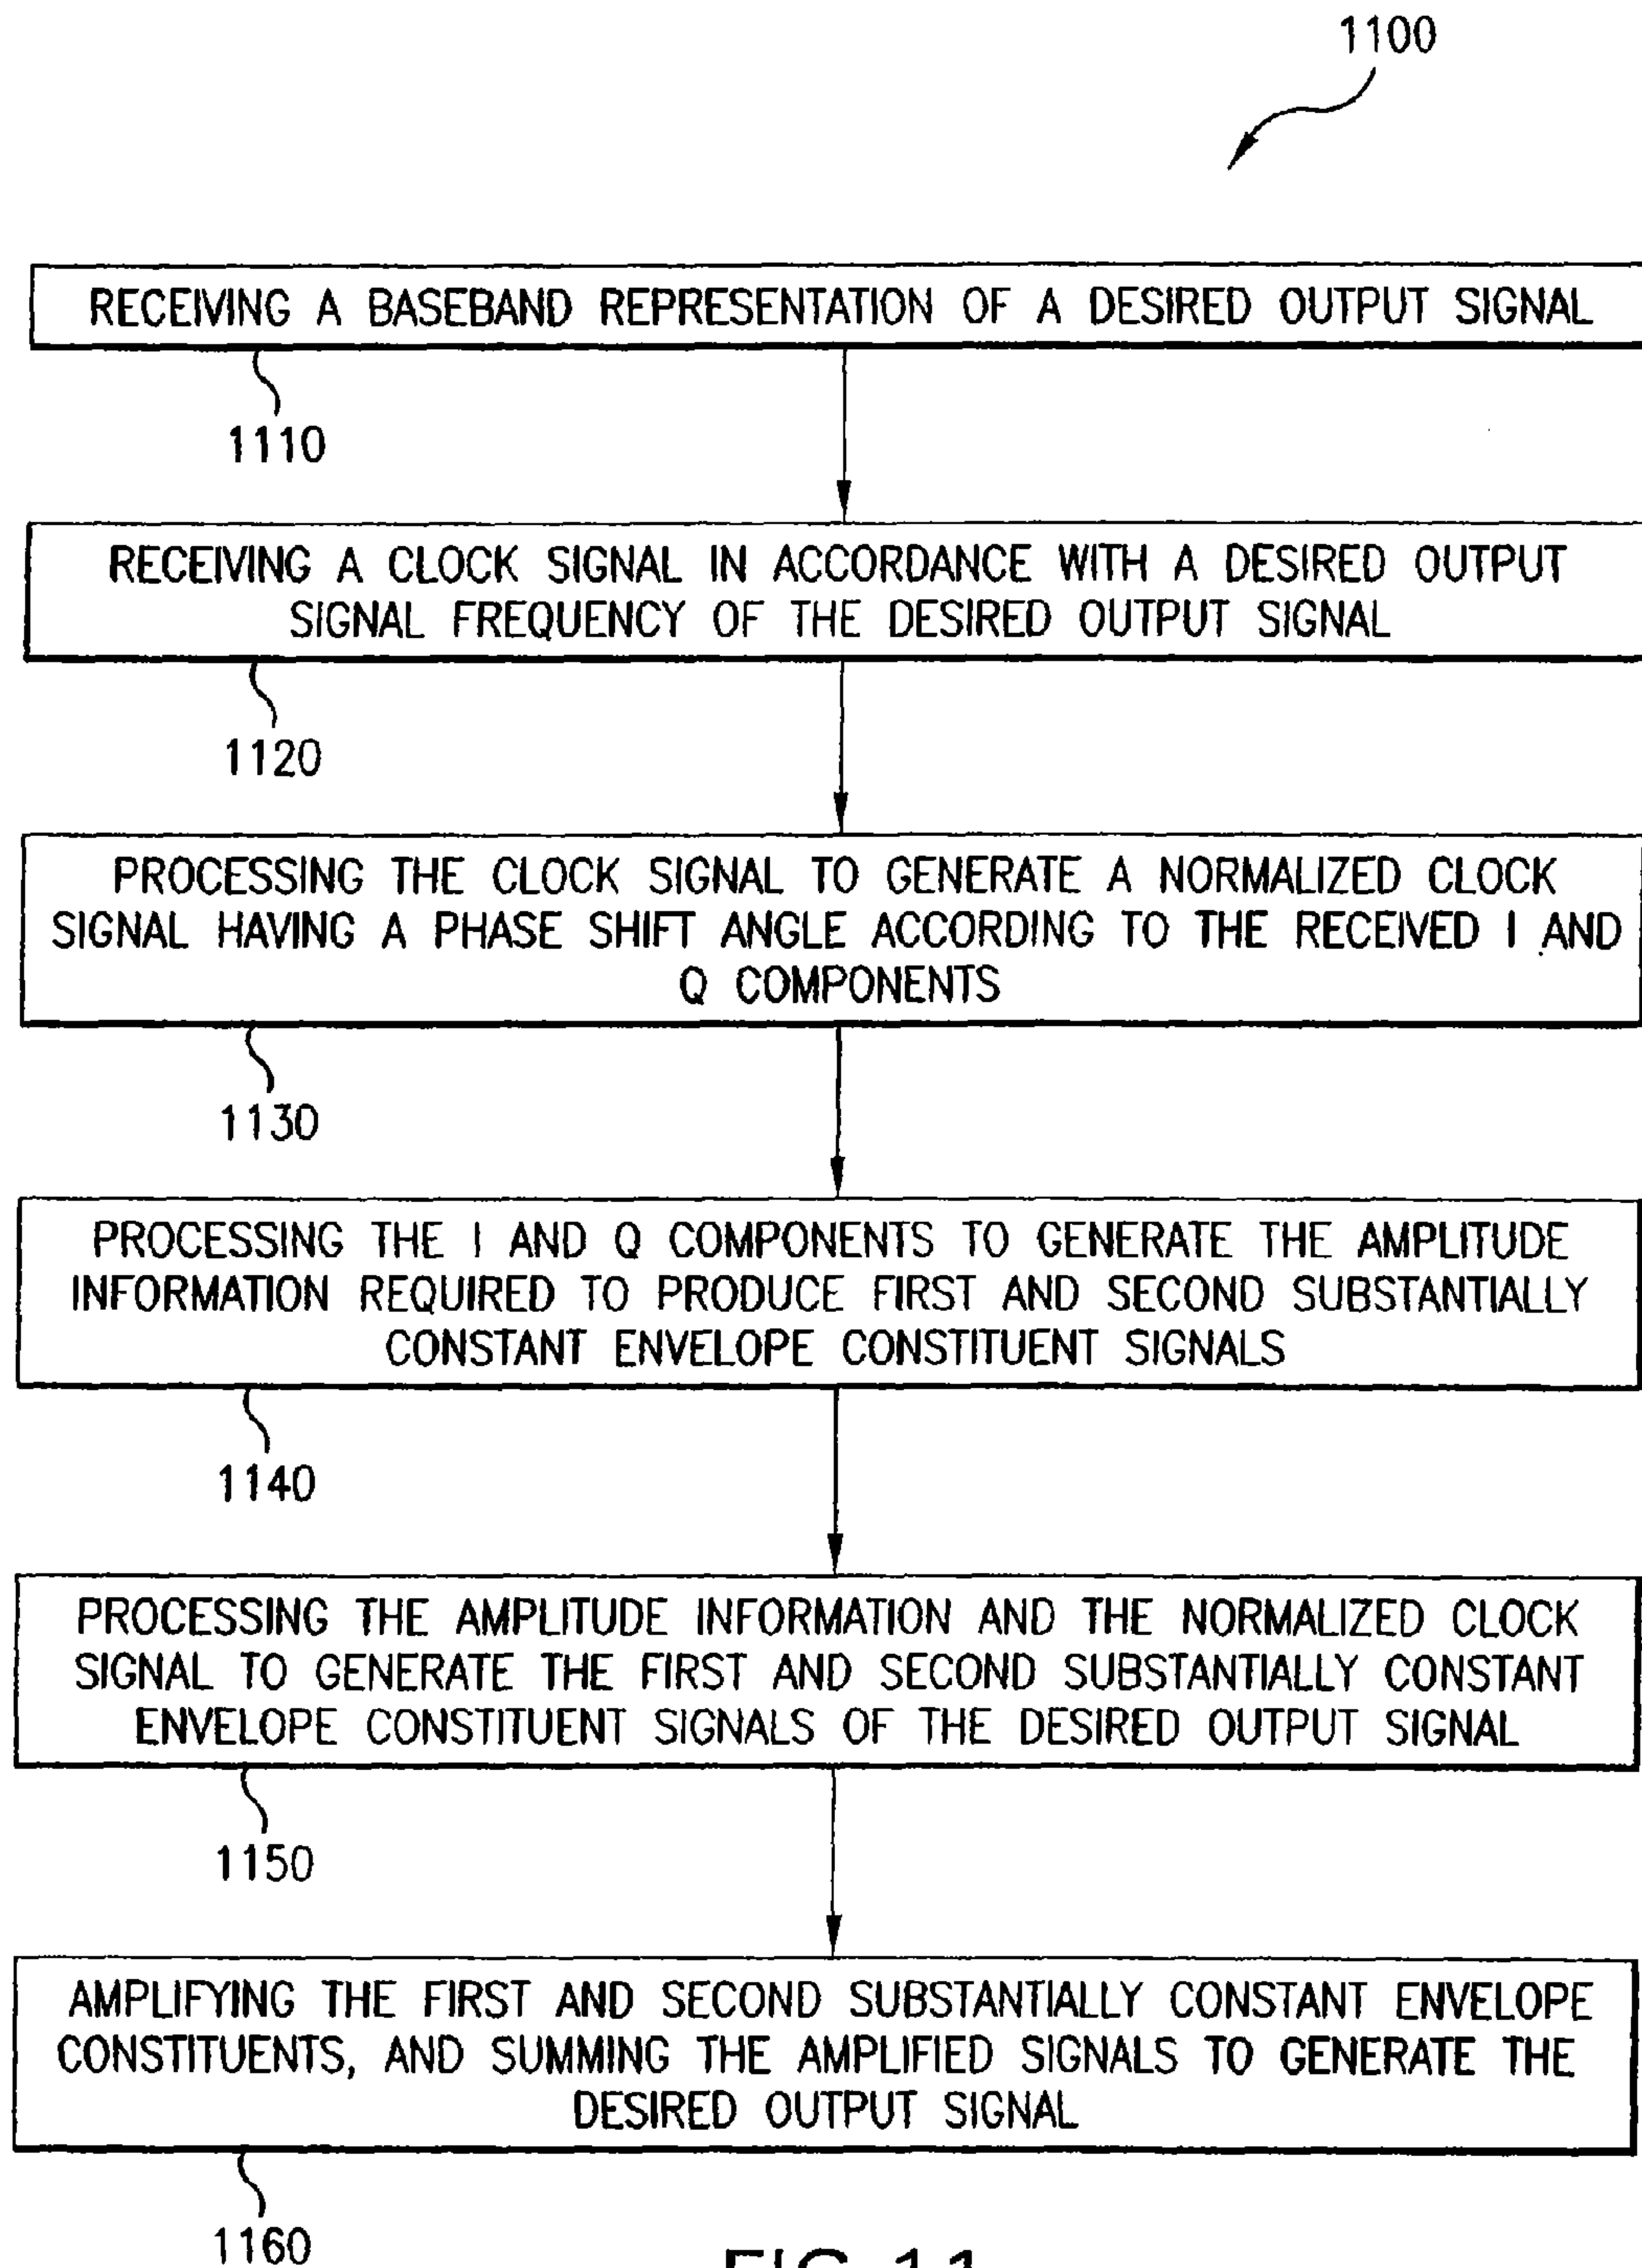 1100
RECEIVING A BASEBAND REPRESENTATION OF A DESIRED OUTPUT SIGNAL
1110
RECEIVING A CLOCK SIGNAL IN ACCORDANCE WITH A DESIRED OUTPUT
SIGNAL FREQUENCY OF THE DESIRED OUTPUT SIGNAL
1120
PROCESSING THE CLOCK SIGNAL TO GENERATE A NORMALIZED CLOCK
SIGNAL HAVING A PHASE SHIFT ANGLE ACCORDING TO THE RECEIVED I AND
Q COMPONENTS
1130
PROCESSING THE I AND Q COMPONENTS TO GENERATE THE AMPLITUDE
INFORMATION REQUIRED TO PRODUCE FIRST AND SECOND SUBSTANTIALLY
CONSTANT ENVELOPE CONSTITUENT SIGNALS
1140
PROCESSING THE AMPLITUDE INFORMATION AND THE NORMALIZED CLOCK
SIGNAL TO GENERATE THE FIRST AND SECOND SUBSTANTIALLY CONSTANT
ENVELOPE CONSTITUENT SIGNALS OF THE DESIRED OUTPUT SIGNAL
1150
AMPLIFYING THE FIRST AND SECOND SUBSTANTIALLY CONSTANT ENVELOPE
CONSTITUENTS, AND SUMMING THE AMPLIFIED SIGNALS TO GENERATE THE
DESIRED OUTPUT SIGNAL
1160
FIG.11